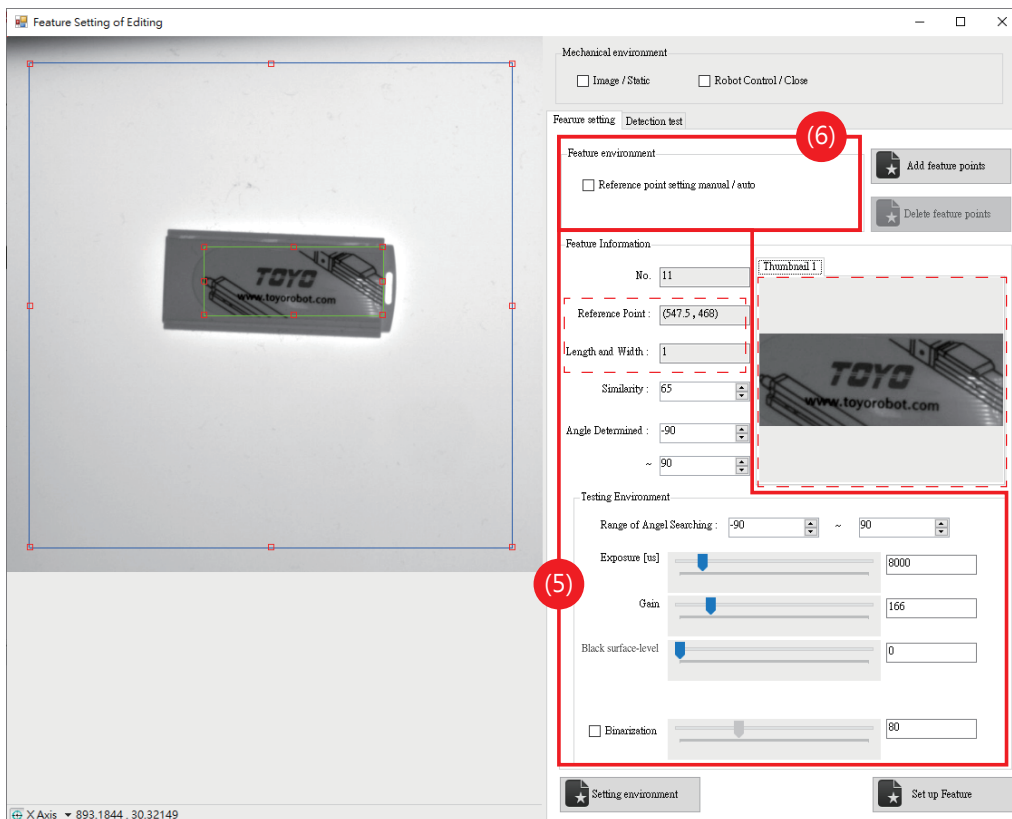 Feature Setting of Editing
Mechanical environment
Image / Static
Robot Control / Close
Fearure setting
Detection test
(6)
Feature environment
Reference point setting manual / auto
Add feature points
Delete feature points
Feature Information
No.
11
Thumbnail 1
Reference Point :
(547.5 , 468)
Length and Width :
1
Similarity :
65
Angle Determined :
-90
~
90
TOYO
www.toyorobot.com
TOYO
www.toyorobot.com
Testing Environment
Range of Angel Searching :
-90
~
90
(5)
Exposure [us]
8000
Gain
166
Black surface-level
0
Binarization
80
Setting environment
Set up Feature
X Axis
893.1844 , 30.32149